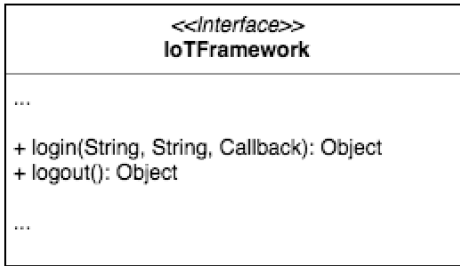 <<Interface>>
IoTFramework
...
+ login(String, String, Callback): Object
+ logout(): Object
...